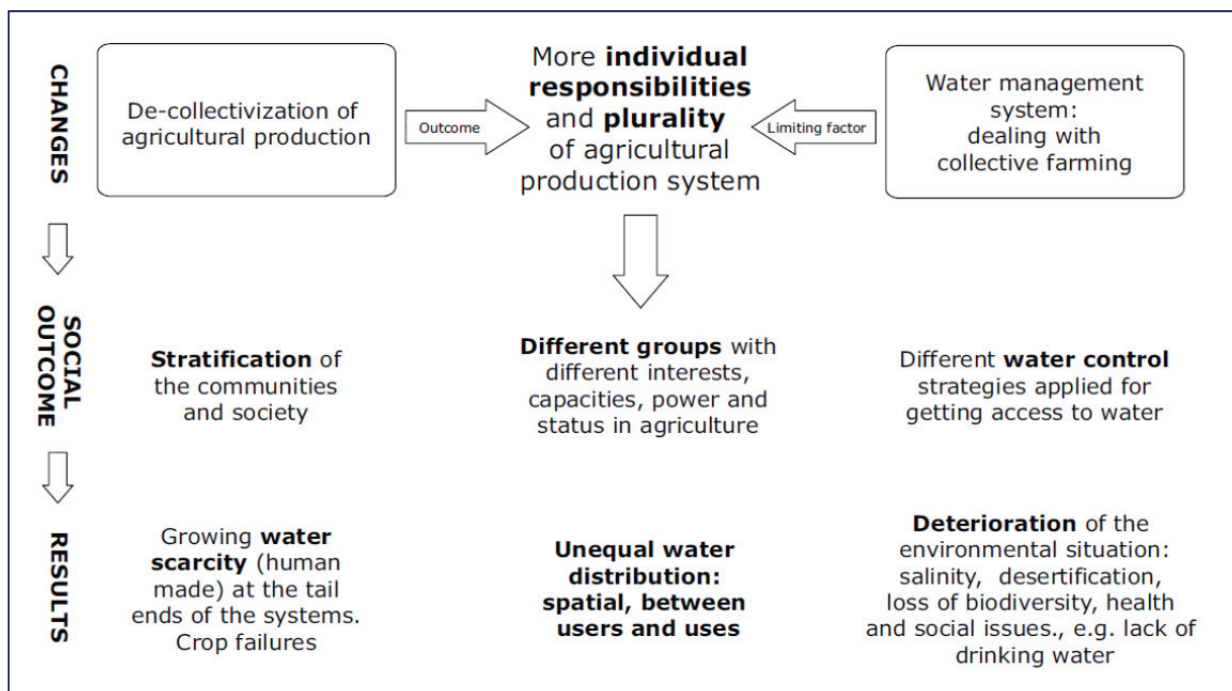 CHANGES
De-collectivization of
agricultural production
Outcome
More individual
responsibilities
and plurality
of agricultural
production system
Limiting factor
Water management
system:
dealing with
collective farming
SOCIAL
OUTCOME
Stratification of
the communities
and society
Different groups with
different interests,
capacities, power and
status in agriculture
Different water control
strategies applied for
getting access to water
RESULTS
Growing water
scarcity (human
made) at the tail
ends of the systems.
Crop failures
Unequal water
distribution:
spatial, between
users and uses
Deterioration of the
environmental situation:
salinity, desertification,
loss of biodiversity, health
and social issues., e.g. lack of
drinking water